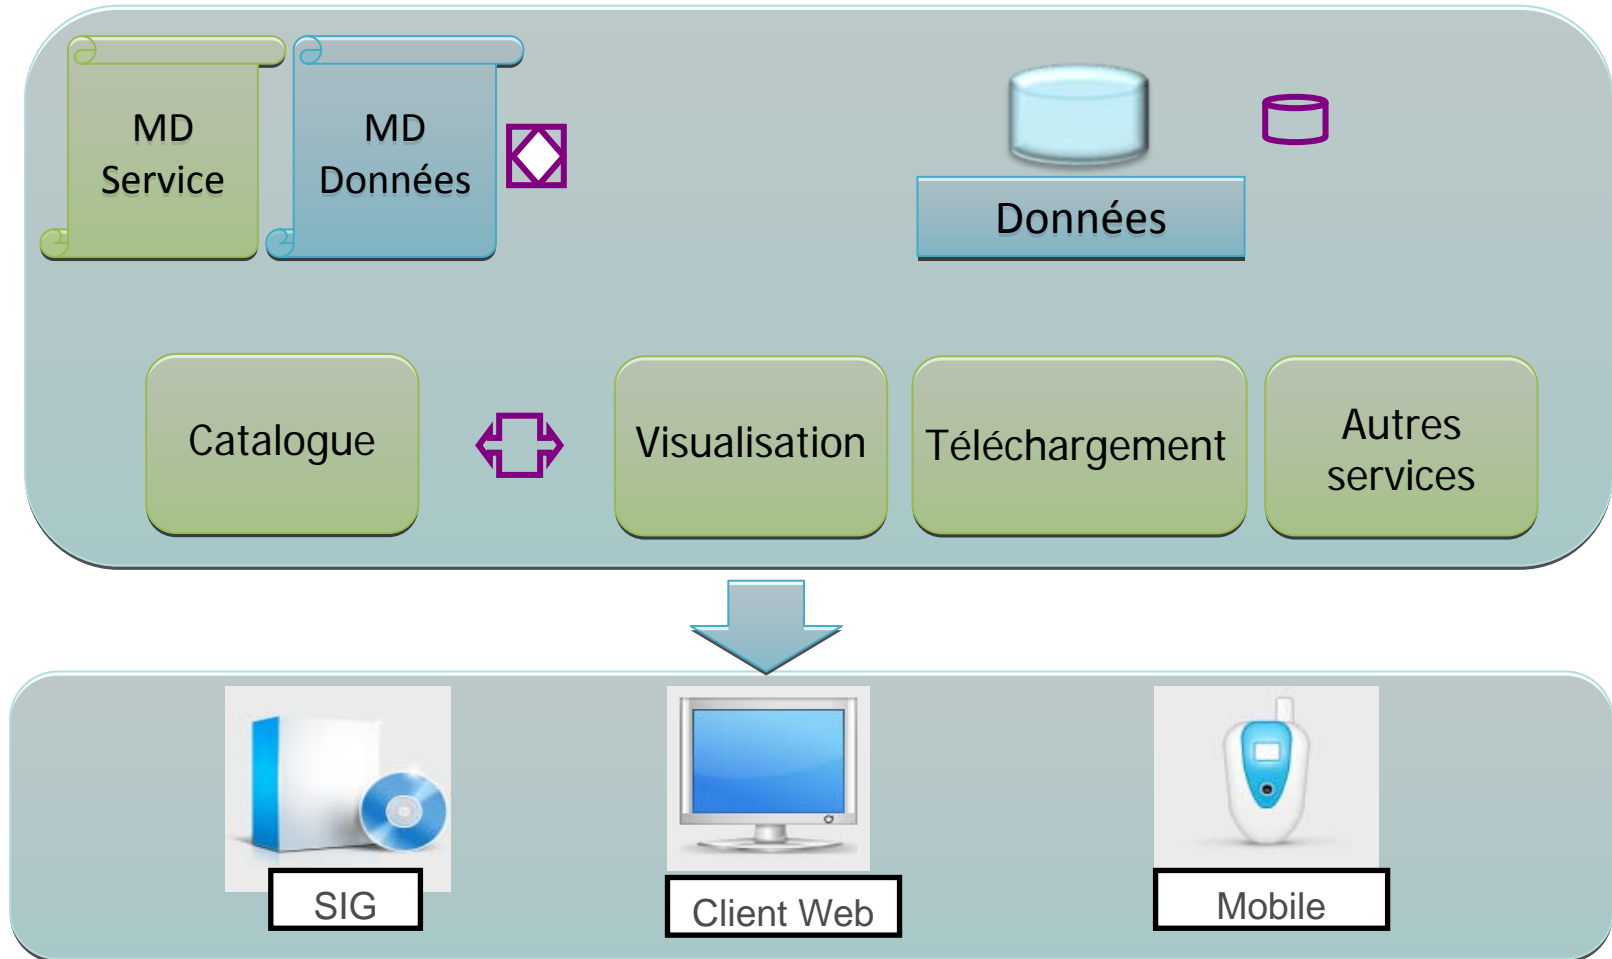 MD
Service
MD
Données
Données
Catalogue
Visualisation
Téléchargement
Autres
services
SIG
Client Web
Mobile